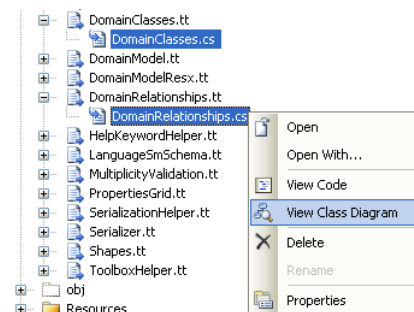 DomainClasses.tt
DomainClasses.cs
DomainModel.tt
DomainModelResx.tt
DomainRelationships.tt
DomainRelationships.cs
HelpKeywordHelper.tt
LanguageSmSchema.tt
MultiplicityValidation.tt
PropertiesGrid.tt
SerializationHelper.tt
Serializer.tt
Shapes.tt
ToolboxHelper.tt
obj
Resources
Open
Open With...
View Code
View Class Diagram
Delete
Rename
Properties